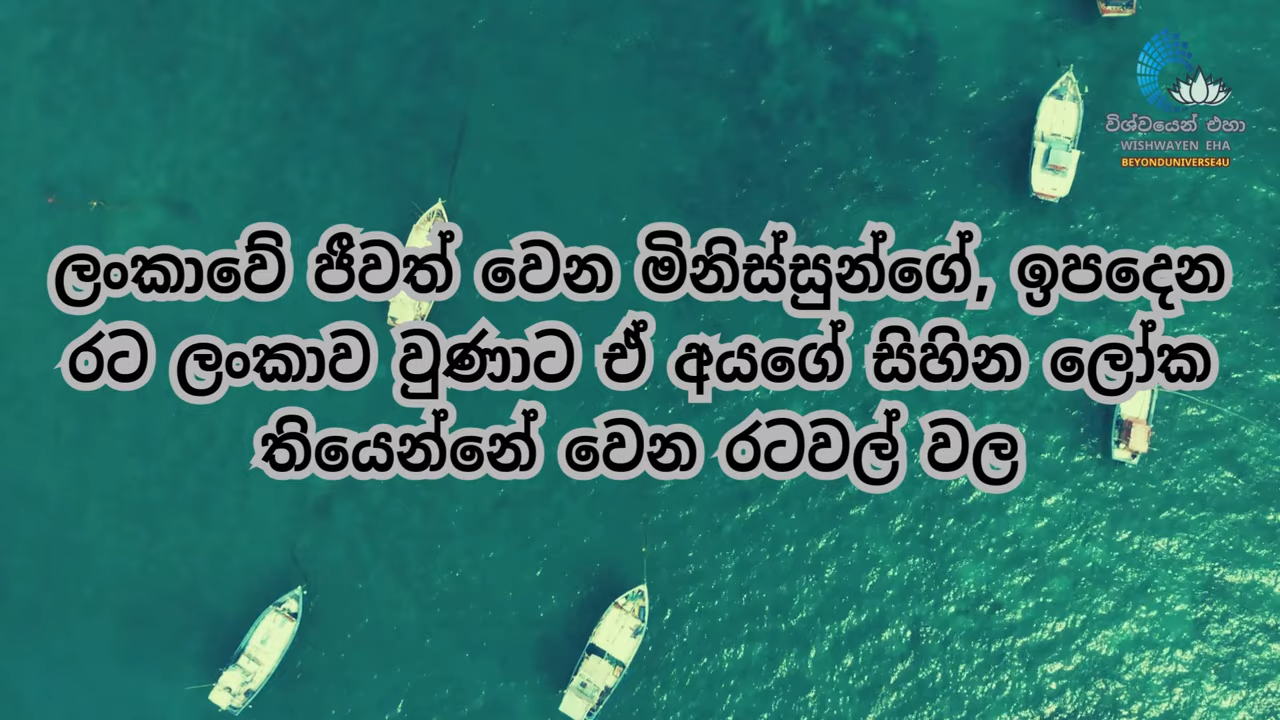 විශ්වයෙන් එහා
WISHWAYEN EHA
BEYONDUNIVERSE4U
ලංකාවේ ජීවත් වෙන මිනිස්සුන්ගේ, ඉපදෙන
රට ලංකාව වුණාට ඒ අයගේ සිහින ලෝක
තියෙන්නේ වෙන රටවල් වල